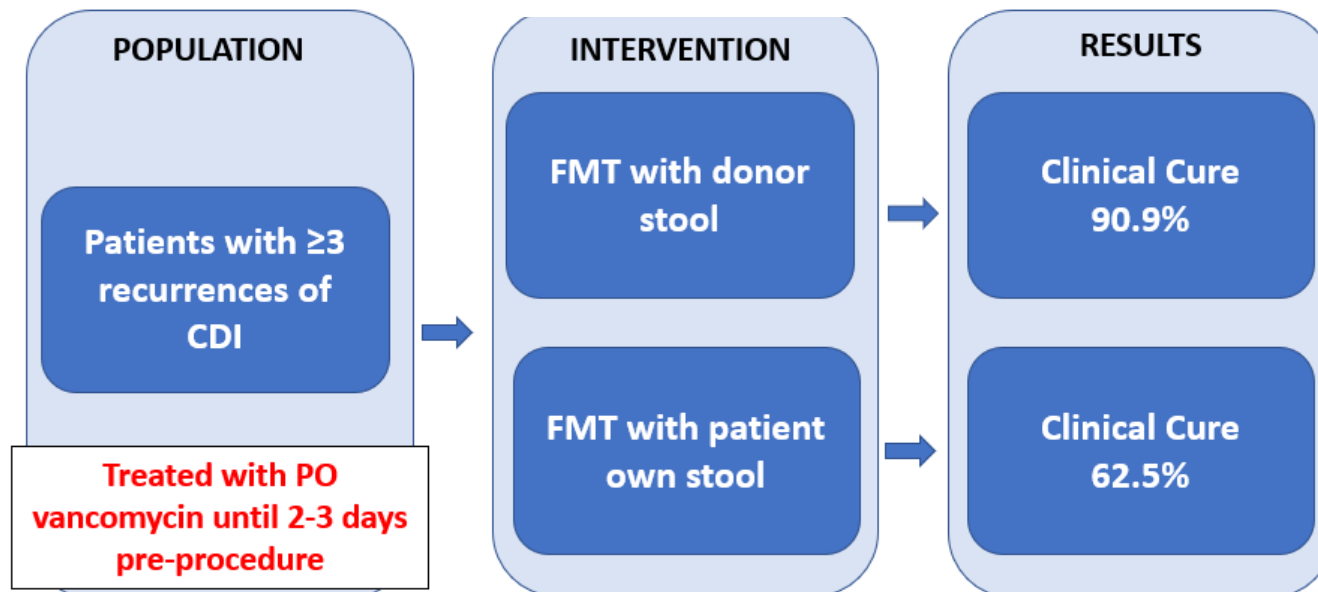 POPULATION
Patients with ≥3
recurrences of
CDI
Treated with PO
vancomycin until 2-3 days
pre-procedure
INTERVENTION
FMT with donor
stool
FMT with patient
own stool
RESULTS
Clinical Cure
90.9%
Clinical Cure
62.5%